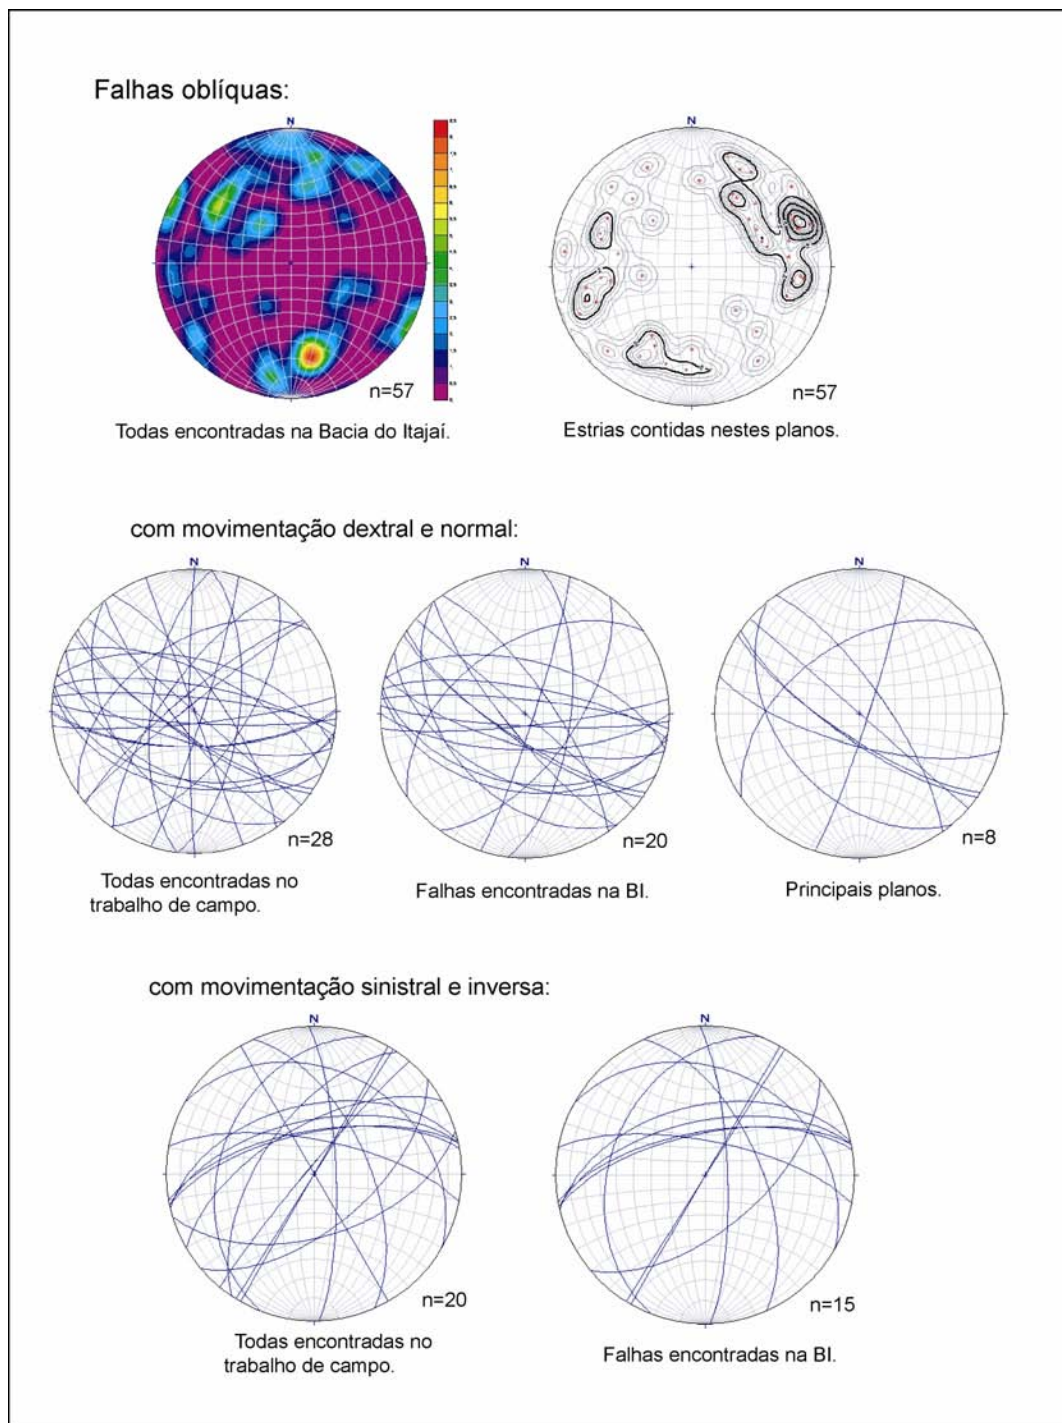 Falhas oblíquas:
N
N
n=57
n=57
Todas encontradas na Bacia do Itajaí.
Estrias contidas nestes planos.
com movimentação dextral e normal:
N
N
N
n=28
n=20
n=8
Todas encontradas no
trabalho de campo.
Falhas encontradas na BI.
Principais planos.
com movimentação sinistral e inversa:
N
N
n=20
n=15
Todas encontradas no
trabalho de campo.
Falhas encontradas na BI.